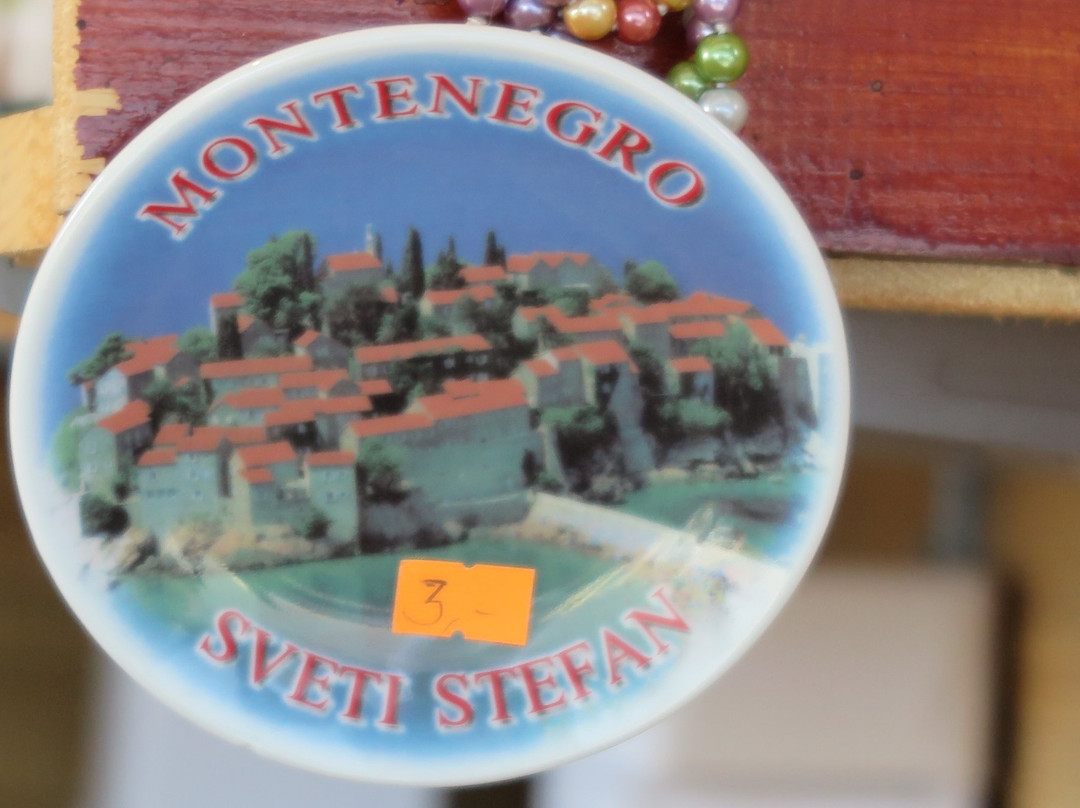 MONTENEGRO
3,-
SVETI STEFAN